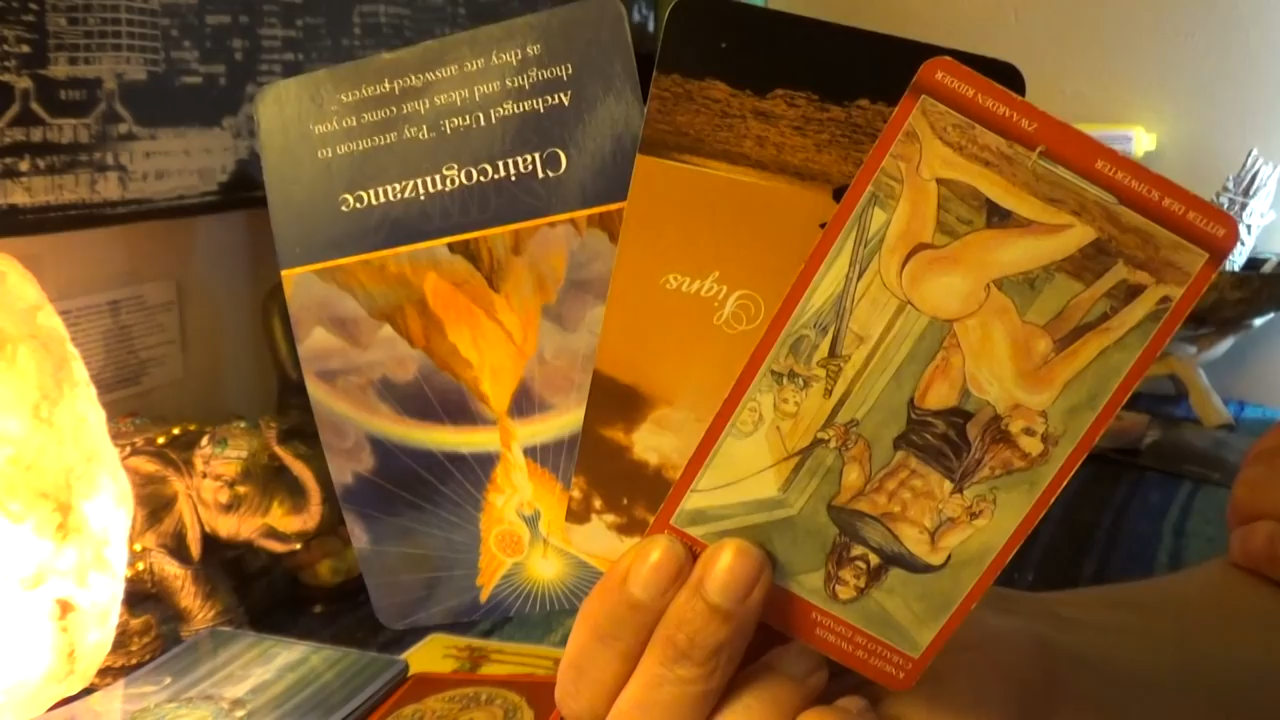 Claircognizance
Archangel Uriel: "Pay attention to
thoughts and ideas that come to you,
as they are answered prayers."
Signs
KNIGHT OF SWORDS
CABALLO DE ESPADAS
RITTER DER SCHWERTER
ZWAARDEN RIDDER